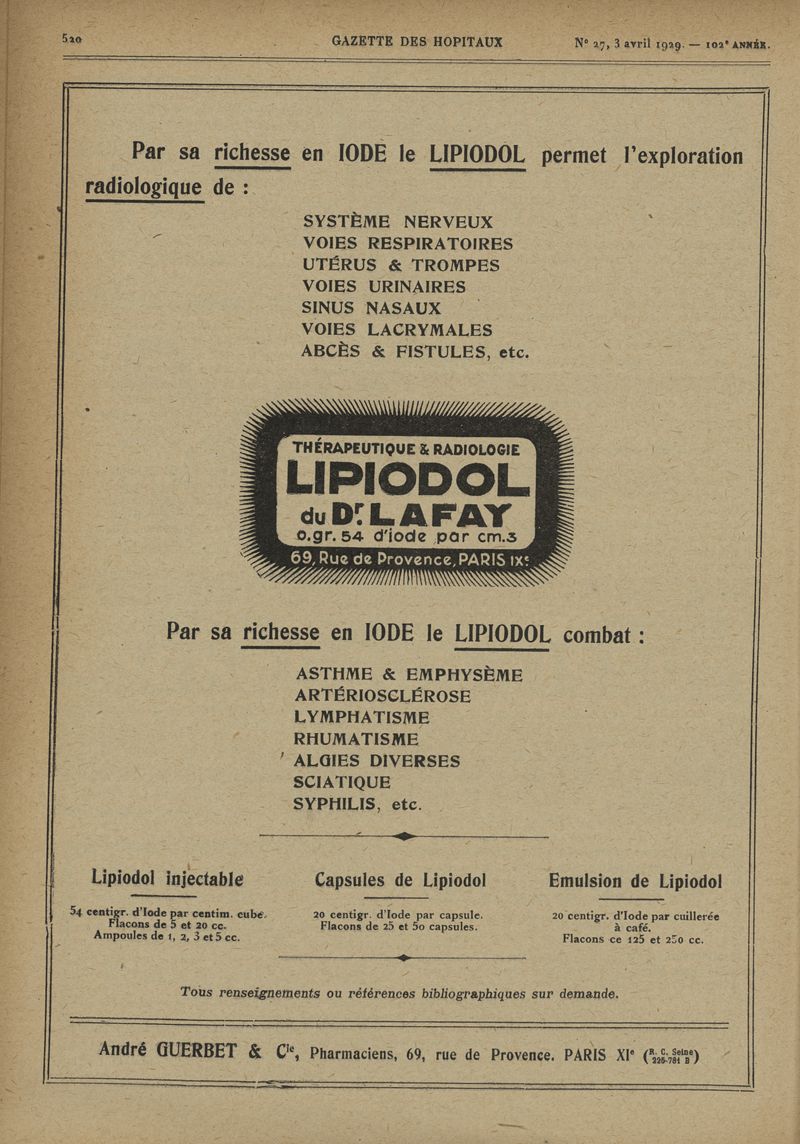 520 GAZETTE DES HOPITAUX Nº 27, 3 avril 1929. — 102e ANNÉE.
Par sa richesse en IODE le LIPIODOL permet l'exploration
radiologique de :
SYSTÈME NERVEUX
VOIES RESPIRATOIRES
UTÉRUS & TROMPES
VOIES URINAIRES
SINUS NASAUX
VOIES LACRYMALES
ABCÈS & FISTULES, etc.
THÉRAPEUTIQUE & RADIOLOGIE
LIPIODOL
du Dr. LAFAY
0.gr. 54 d'iode par cm.3
69, Rue de Provence, PARIS IXe
Par sa richesse en IODE le LIPIODOL combat :
ASTHME & EMPHYSÈME
ARTÉRIOSCLÉROSE
LYMPHATISME
RHUMATISME
ALGIES DIVERSES
SCIATIQUE
SYPHILIS, etc.
Lipiodol injectable
54 centigr. d'Iode par centim. cube.
Flacons de 5 et 20 cc.
Ampoules de 1, 2, 3 et 5 cc.
Capsules de Lipiodol
20 centigr. d'Iode par capsule.
Flacons de 25 et 50 capsules.
Emulsion de Lipiodol
20 centigr. d'Iode par cuillerée
à café.
Flacons ce 125 et 250 cc.
Tous renseignements ou références bibliographiques sur demande.
André GUERBET & Cie, Pharmaciens, 69, rue de Provence. PARIS XIe (R. C. Seine 225-781 B)